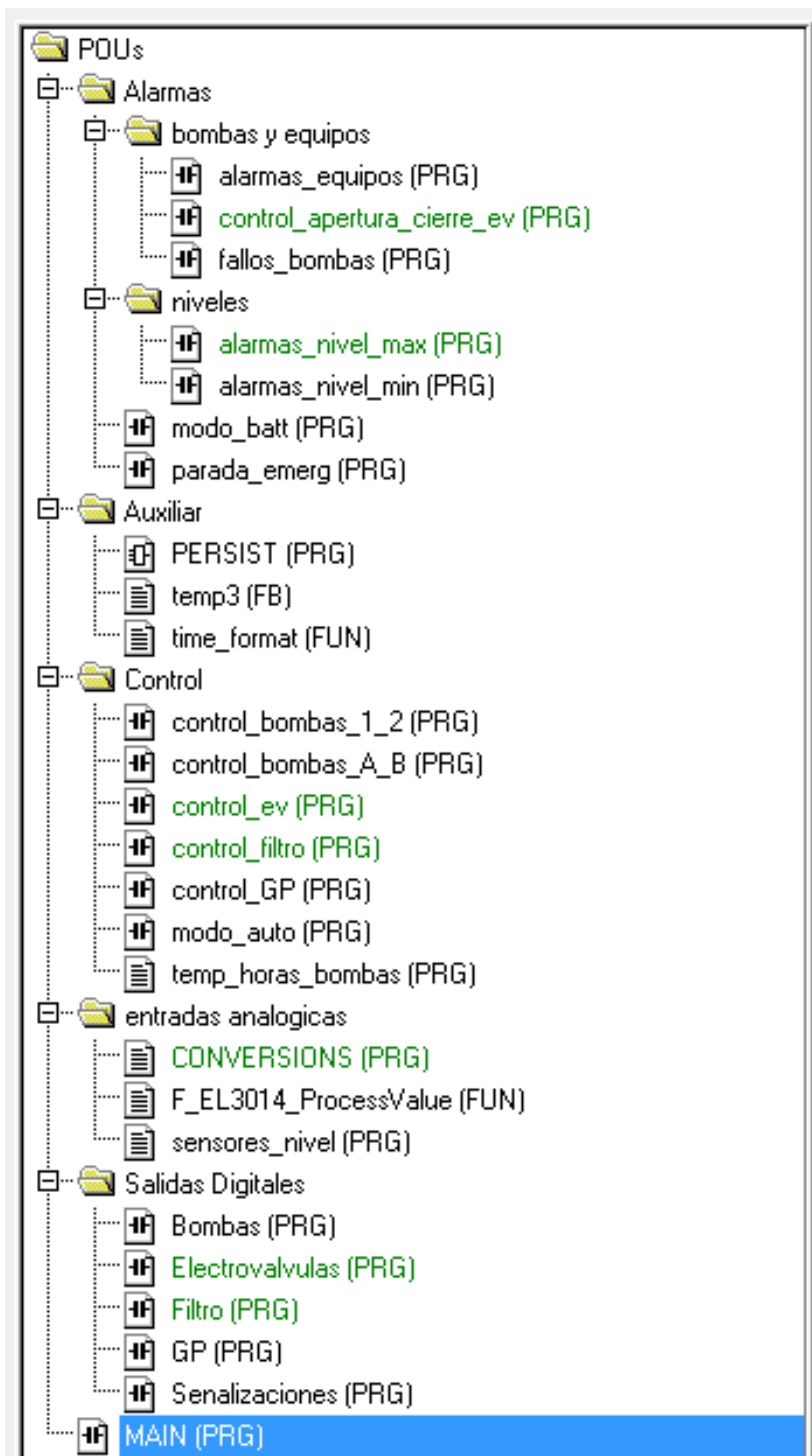 POUs
Alarmas
bombas y equipos
alarmas_equipos (PRG)
control_apertura_cierre_ev (PRG)
fallos_bombas (PRG)
niveles
alarmas_nivel_max (PRG)
alarmas_nivel_min (PRG)
modo_batt (PRG)
parada_emerg (PRG)
Auxiliar
PERSIST (PRG)
temp3 (FB)
time_format (FUN)
Control
control_bombas_1_2 (PRG)
control_bombas_A_B (PRG)
control_ev (PRG)
control_filtro (PRG)
control_GP (PRG)
modo_auto (PRG)
temp_horas_bombas (PRG)
entradas analogicas
CONVERSIONS (PRG)
F_EL3014_ProcessValue (FUN)
sensores_nivel (PRG)
Salidas Digitales
Bombas (PRG)
Electrovalvulas (PRG)
Filtro (PRG)
GP (PRG)
Senalizaciones (PRG)
MAIN (PRG)